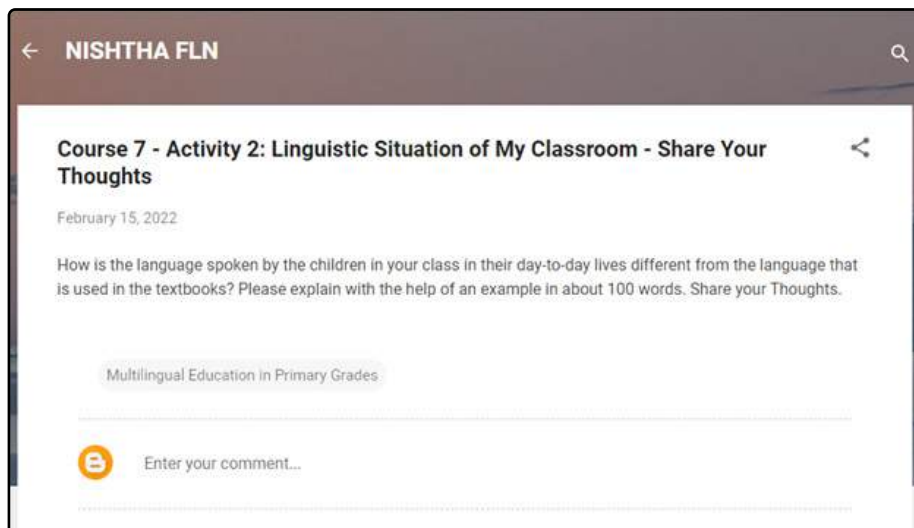 NISHTHA FLN
Course 7 - Activity 2: Linguistic Situation of My Classroom - Share Your
Thoughts
February 15, 2022
How is the language spoken by the children in your class in their day-to-day lives different from the language that
is used in the textbooks? Please explain with the help of an example in about 100 words. Share your Thoughts.
Multilingual Education in Primary Grades
Enter your comment...